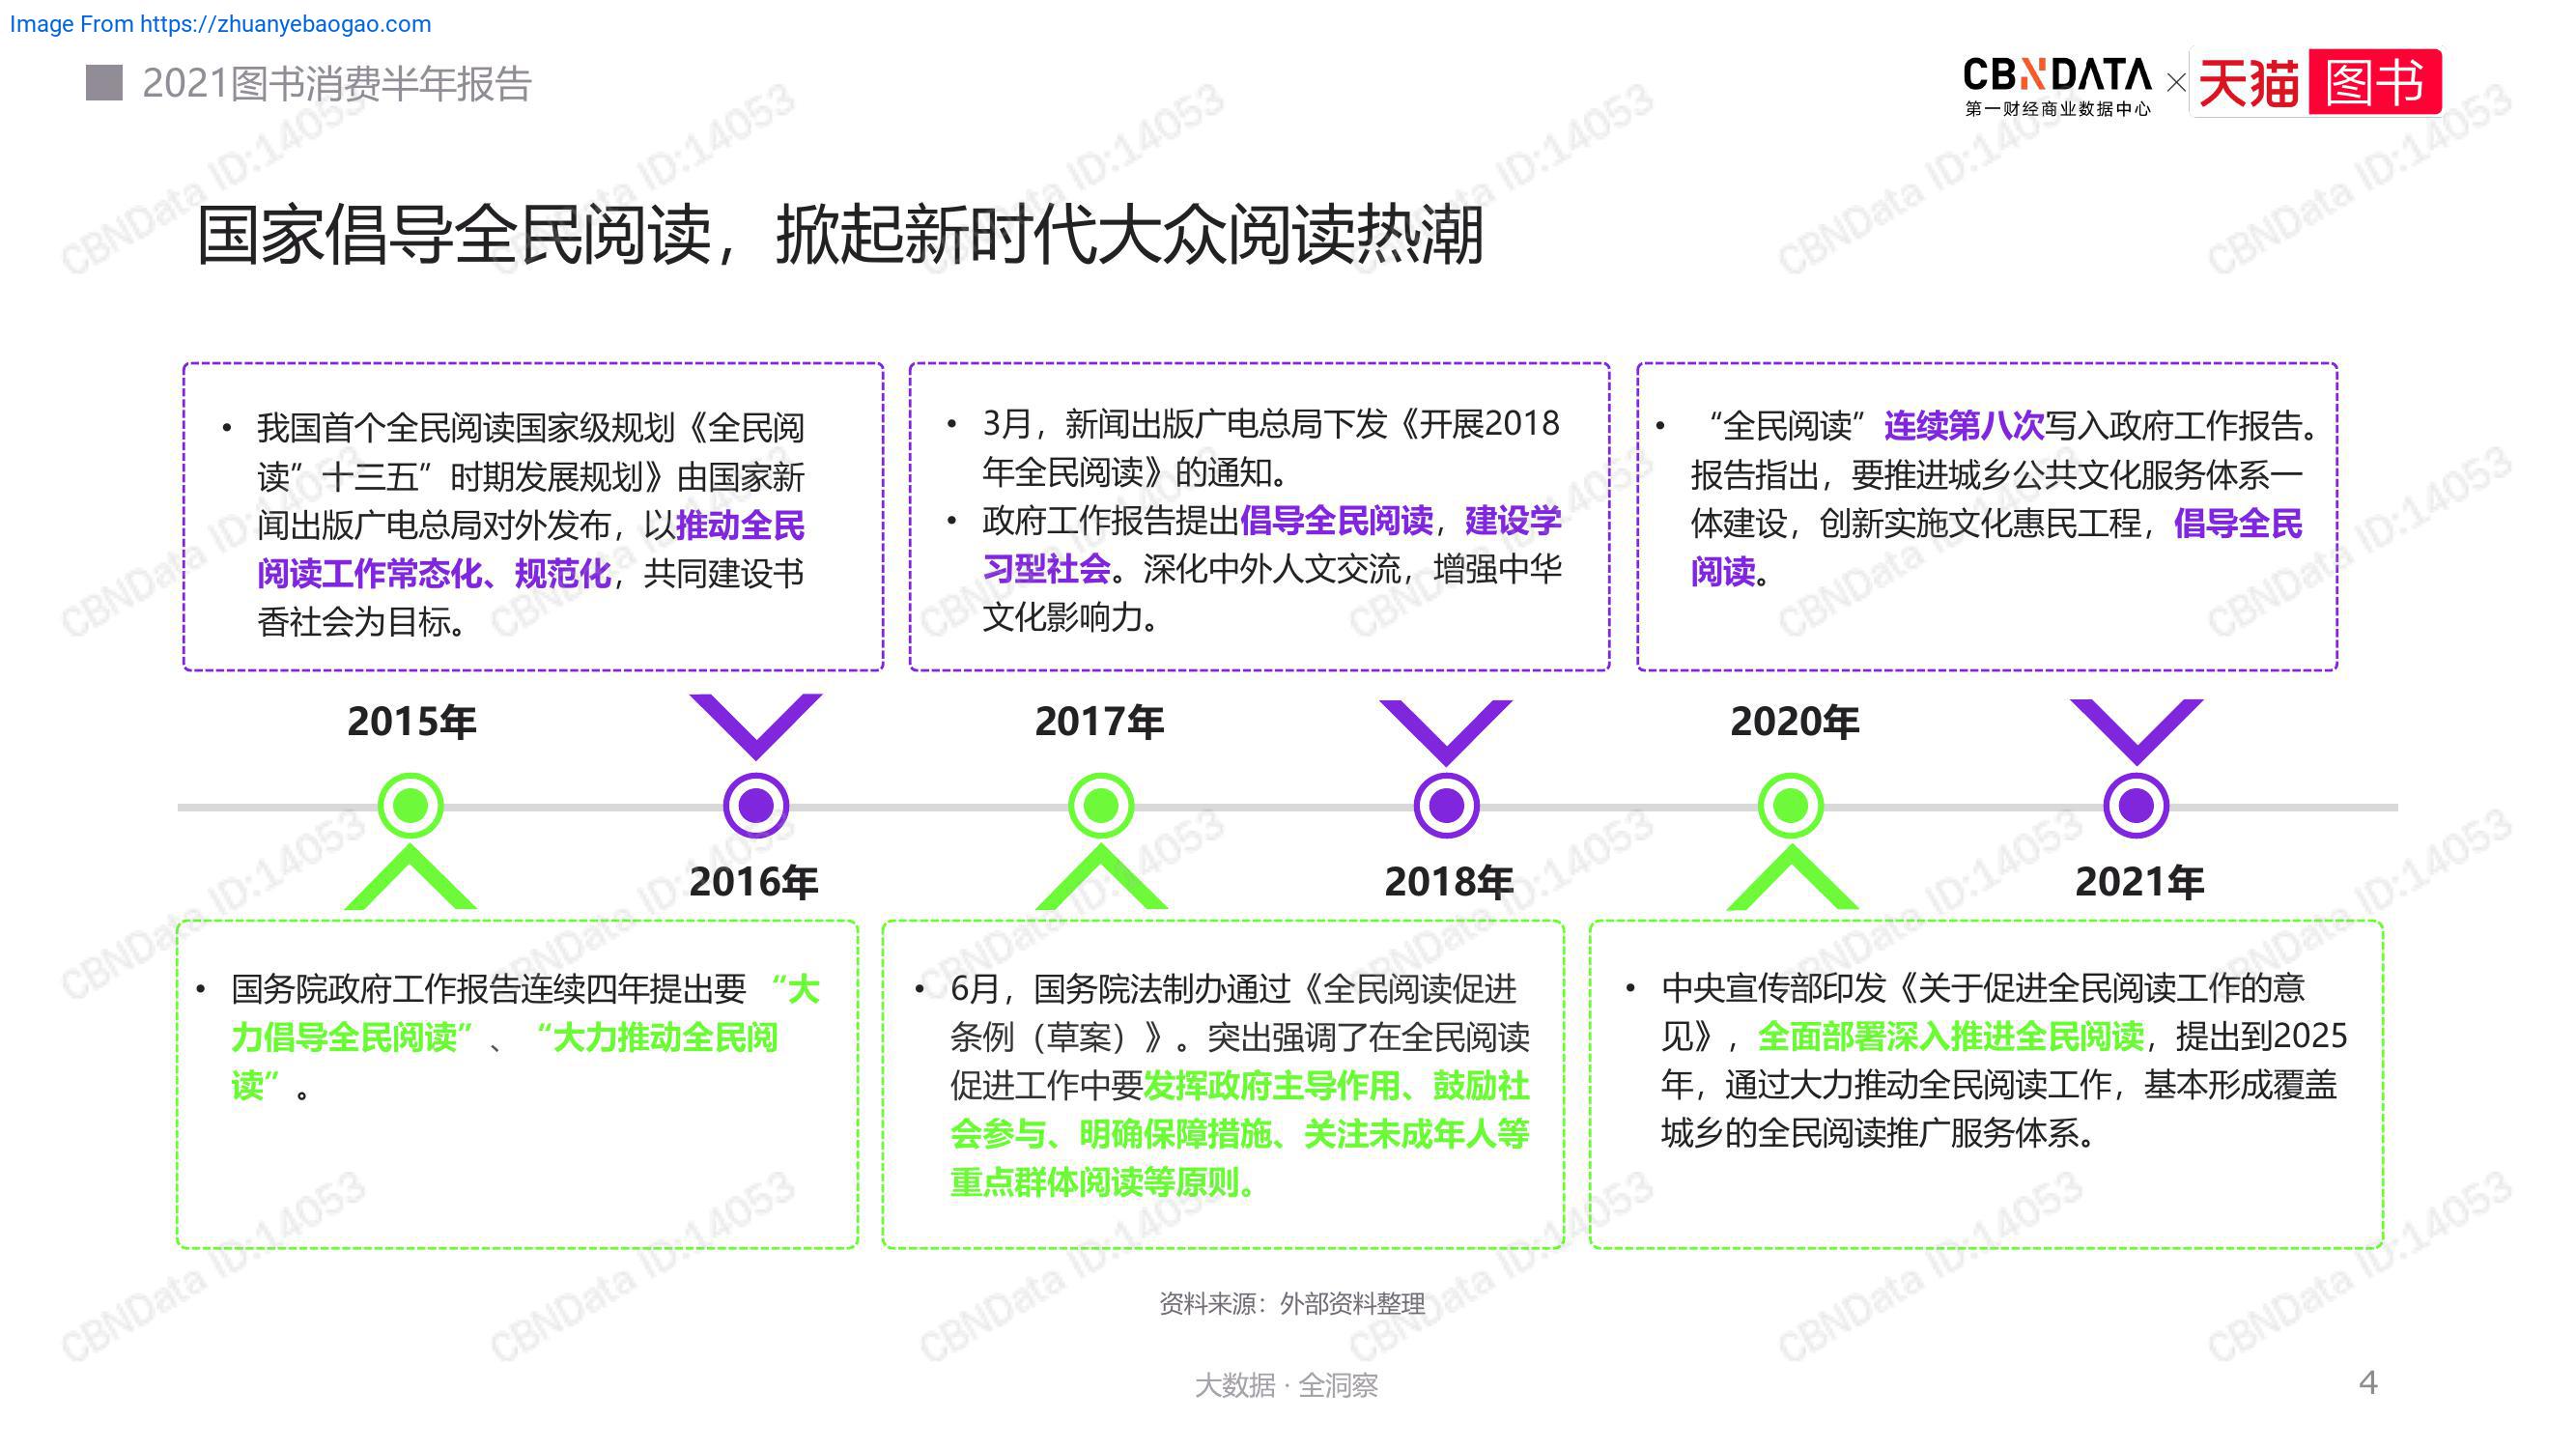 Image From https://zhuanyebaogao.com
2021图书消费半年报告
CBNDATA
第一财经商业数据中心
×
天猫 图书
国家倡导全民阅读，掀起新时代大众阅读热潮
• 我国首个全民阅读国家级规划《全民阅
读”十三五”时期发展规划》由国家新
闻出版广电总局对外发布，以推动全民
阅读工作常态化、规范化，共同建设书
香社会为目标。
• 3月，新闻出版广电总局下发《开展2018
年全民阅读》的通知。
• 政府工作报告提出倡导全民阅读，建设学
习型社会。深化中外人文交流，增强中华
文化影响力。
• “全民阅读”连续第八次写入政府工作报告。
报告指出，要推进城乡公共文化服务体系一
体建设，创新实施文化惠民工程，倡导全民
阅读。
2015年
2017年
2020年
2016年
2018年
2021年
• 国务院政府工作报告连续四年提出要 “大
力倡导全民阅读”、 “大力推动全民阅
读”。
• 6月，国务院法制办通过《全民阅读促进
条例（草案）》。突出强调了在全民阅读
促进工作中要发挥政府主导作用、鼓励社
会参与、明确保障措施、关注未成年人等
重点群体阅读等原则。
• 中央宣传部印发《关于促进全民阅读工作的意
见》，全面部署深入推进全民阅读，提出到2025
年，通过大力推动全民阅读工作，基本形成覆盖
城乡的全民阅读推广服务体系。
资料来源：外部资料整理
大数据 · 全洞察
4
CBNData ID:14053